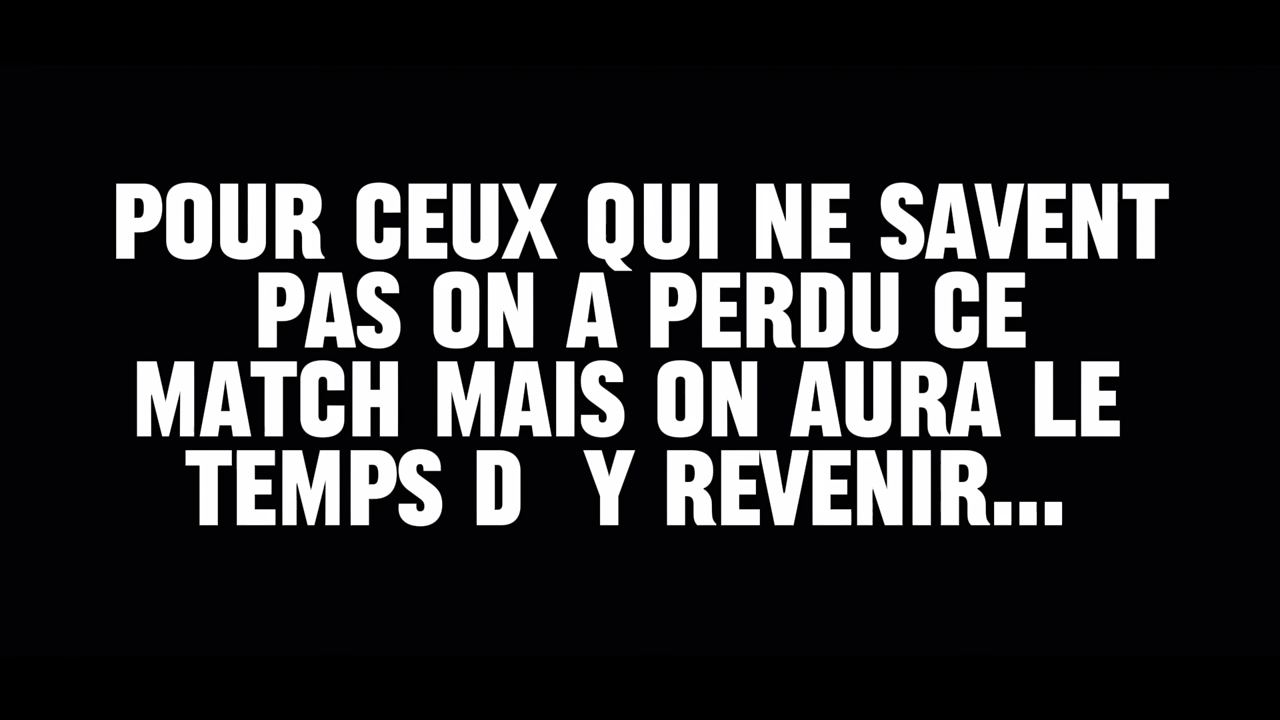 POUR CEUX QUI NE SAVENT
PAS ON A PERDU CE
MATCH MAIS ON AURA LE
TEMPS D Y REVENIR...